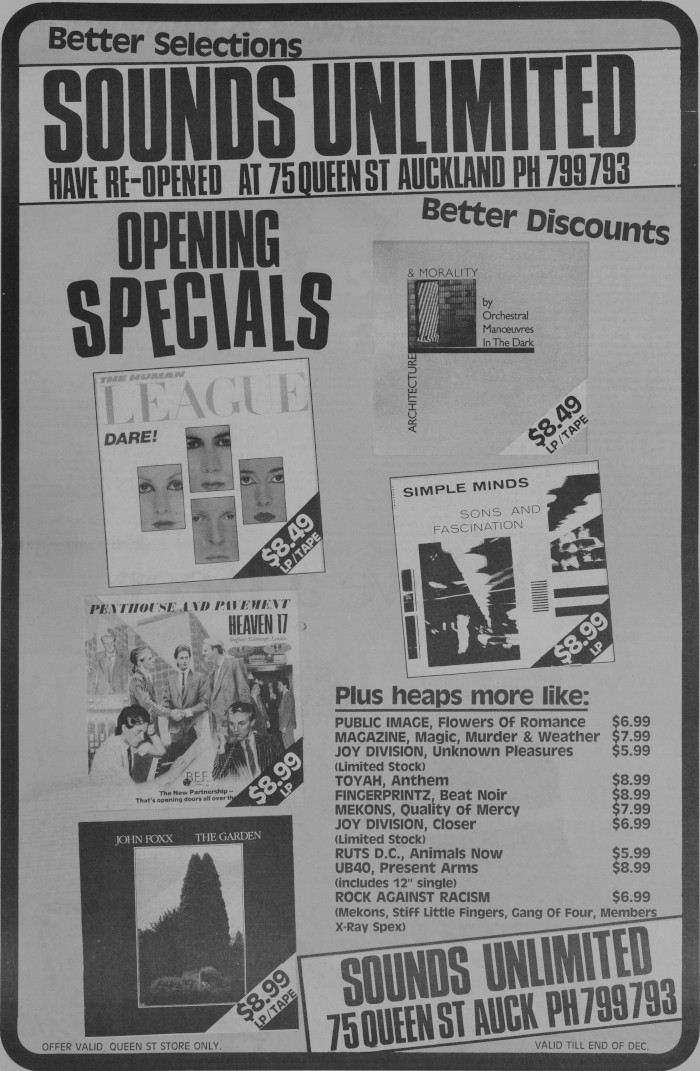 Better Selections
SOUNDS UNLIMITED
HAVE RE-OPENED AT 75 QUEEN ST AUCKLAND PH 799793
OPENING
SPECIALS
Better Discounts
& MORALITY
by
Orchestral
Manœuvres
In The Dark
ARCHITECTURE
$8.49
LP/TAPE
THE HUMAN
LEAGUE
DARE!
$8.49
LP/TAPE
SIMPLE MINDS
SONS AND
FASCINATION
$8.99
LP
PENTHOUSE AND PAVEMENT
HEAVEN 17
Sheffield Edinburgh London
B.E.F.
The New Partnership –
That's opening doors all over the
$8.99
LP
JOHN FOXX THE GARDEN
$8.99
LP/TAPE
Plus heaps more like:
PUBLIC IMAGE, Flowers Of Romance $6.99
MAGAZINE, Magic, Murder & Weather $7.99
JOY DIVISION, Unknown Pleasures $5.99
(Limited Stock)
TOYAH, Anthem $8.99
FINGERPRINTZ, Beat Noir $8.99
MEKONS, Quality of Mercy $7.99
JOY DIVISION, Closer $6.99
(Limited Stock)
RUTS D.C., Animals Now $5.99
UB40, Present Arms $8.99
(includes 12" single)
ROCK AGAINST RACISM $6.99
(Mekons, Stiff Little Fingers, Gang Of Four, Members
X-Ray Spex)
SOUNDS UNLIMITED
75 QUEEN ST AUCK PH 799793
OFFER VALID QUEEN ST STORE ONLY.
VALID TILL END OF DEC.